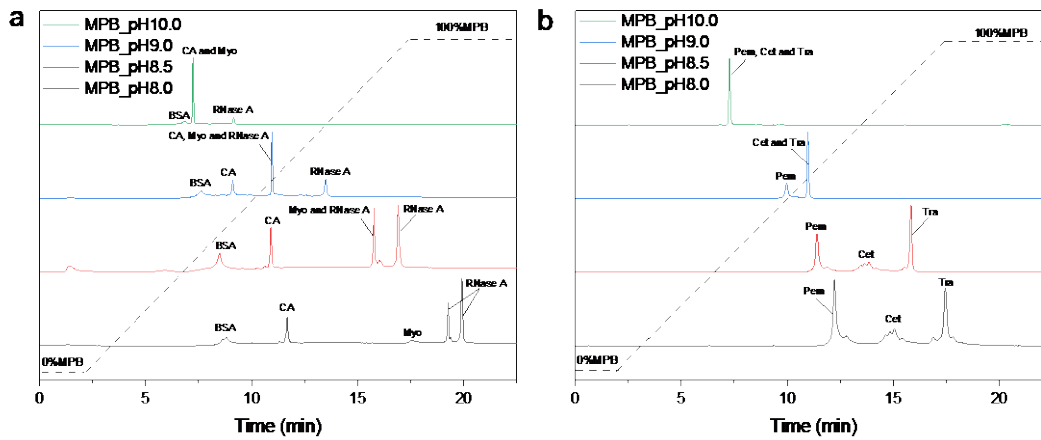 a
MPB_pH10.0
MPB_pH9.0
MPB_pH8.5
MPB_pH8.0
100%MPB
CA and Myo
BSA
RNase A
CA, Myo and RNase A
BSA
CA
RNase A
Myo and RNase A
RNase A
BSA
CA
RNase A
BSA
CA
Myo
0%MPB
0
5
10
15
20
Time (min)
b
MPB_pH10.0
MPB_pH9.0
MPB_pH8.5
MPB_pH8.0
100%MPB
Pem, Cet and Tra
Cet and Tra
Pem
Tra
Pem
Cet
Pem
Tra
Cet
0%MPB
0
5
10
15
20
Time (min)